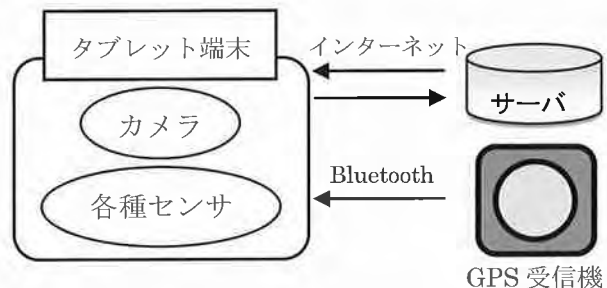 タブレット端末
インターネット
カメラ
サーバ
各種センサ
Bluetooth
GPS 受信機